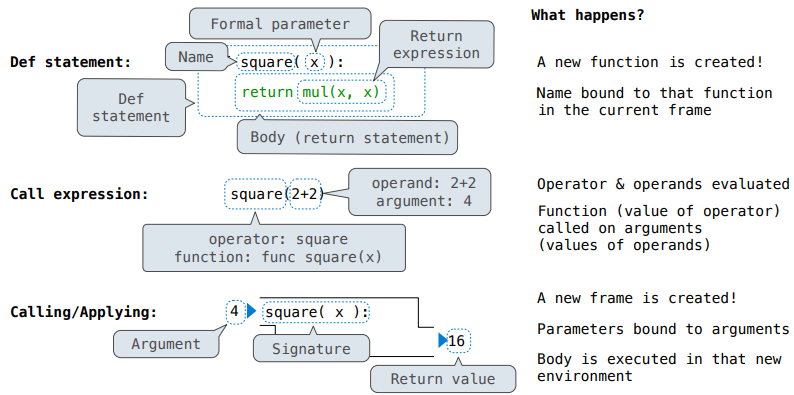 What happens?
Formal parameter
Return
expression
Def statement:
Name
square( x ):
A new function is created!
Def
statement
return mul(x, x)
Name bound to that function
in the current frame
Body (return statement)
Call expression:
square(2+2)
operand: 2+2
argument: 4
Operator & operands evaluated
operator: square
function: func square(x)
Function (value of operator)
called on arguments
(values of operands)
Calling/Applying:
4
square( x ):
A new frame is created!
Argument
Signature
16
Parameters bound to arguments
Return value
Body is executed in that new
environment